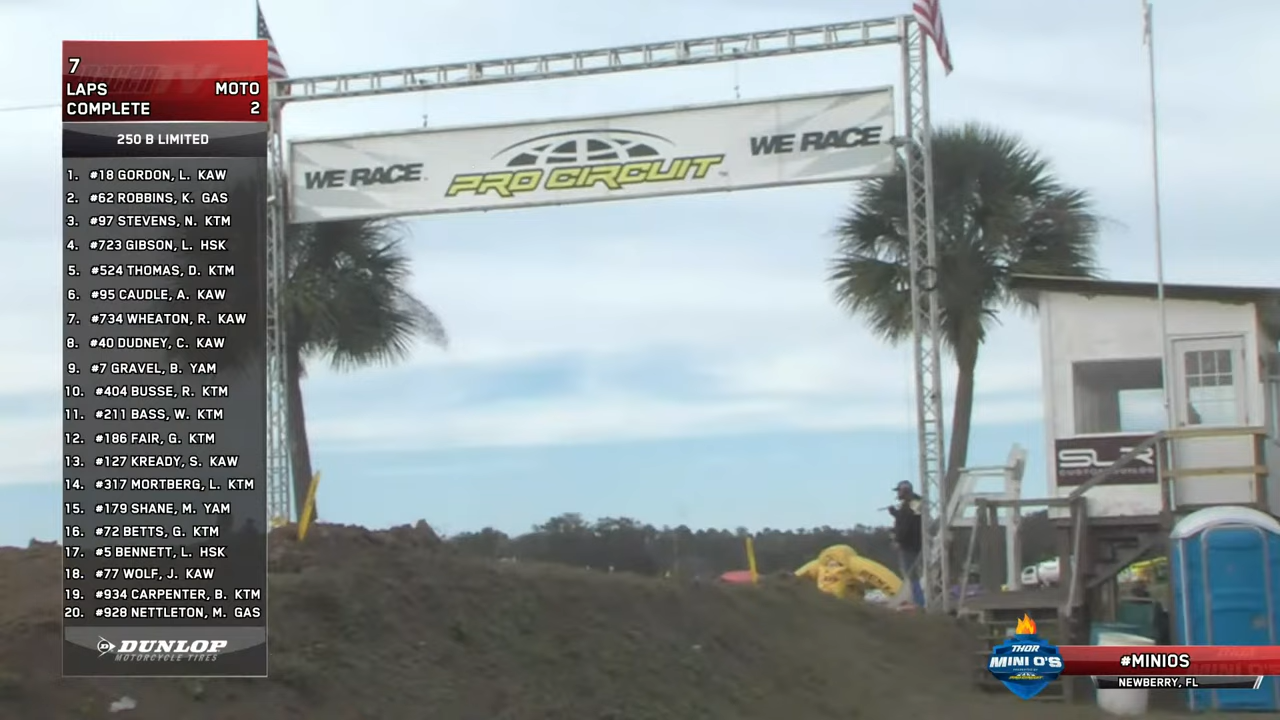 7
LAPS MOTO
COMPLETE 2
250 B LIMITED
1. #18 GORDON, L. KAW
2. #62 ROBBINS, K. GAS
3. #97 STEVENS, N. KTM
4. #723 GIBSON, L. HSK
5. #524 THOMAS, D. KTM
6. #95 CAUDLE, A. KAW
7. #734 WHEATON, R. KAW
8. #40 DUDNEY, C. KAW
9. #7 GRAVEL, B. YAM
10. #404 BUSSE, R. KTM
11. #211 BASS, W. KTM
12. #186 FAIR, G. KTM
13. #127 KREADY, S. KAW
14. #317 MORTBERG, L. KTM
15. #179 SHANE, M. YAM
16. #72 BETTS, G. KTM
17. #5 BENNETT, L. HSK
18. #77 WOLF, J. KAW
19. #934 CARPENTER, B. KTM
20. #928 NETTLETON, M. GAS
DUNLOP
MOTORCYCLE TIRES
WE RACE PRO CIRCUIT WE RACE
SLR
THOR
MINI O'S
#MINIOS
NEWBERRY, FL